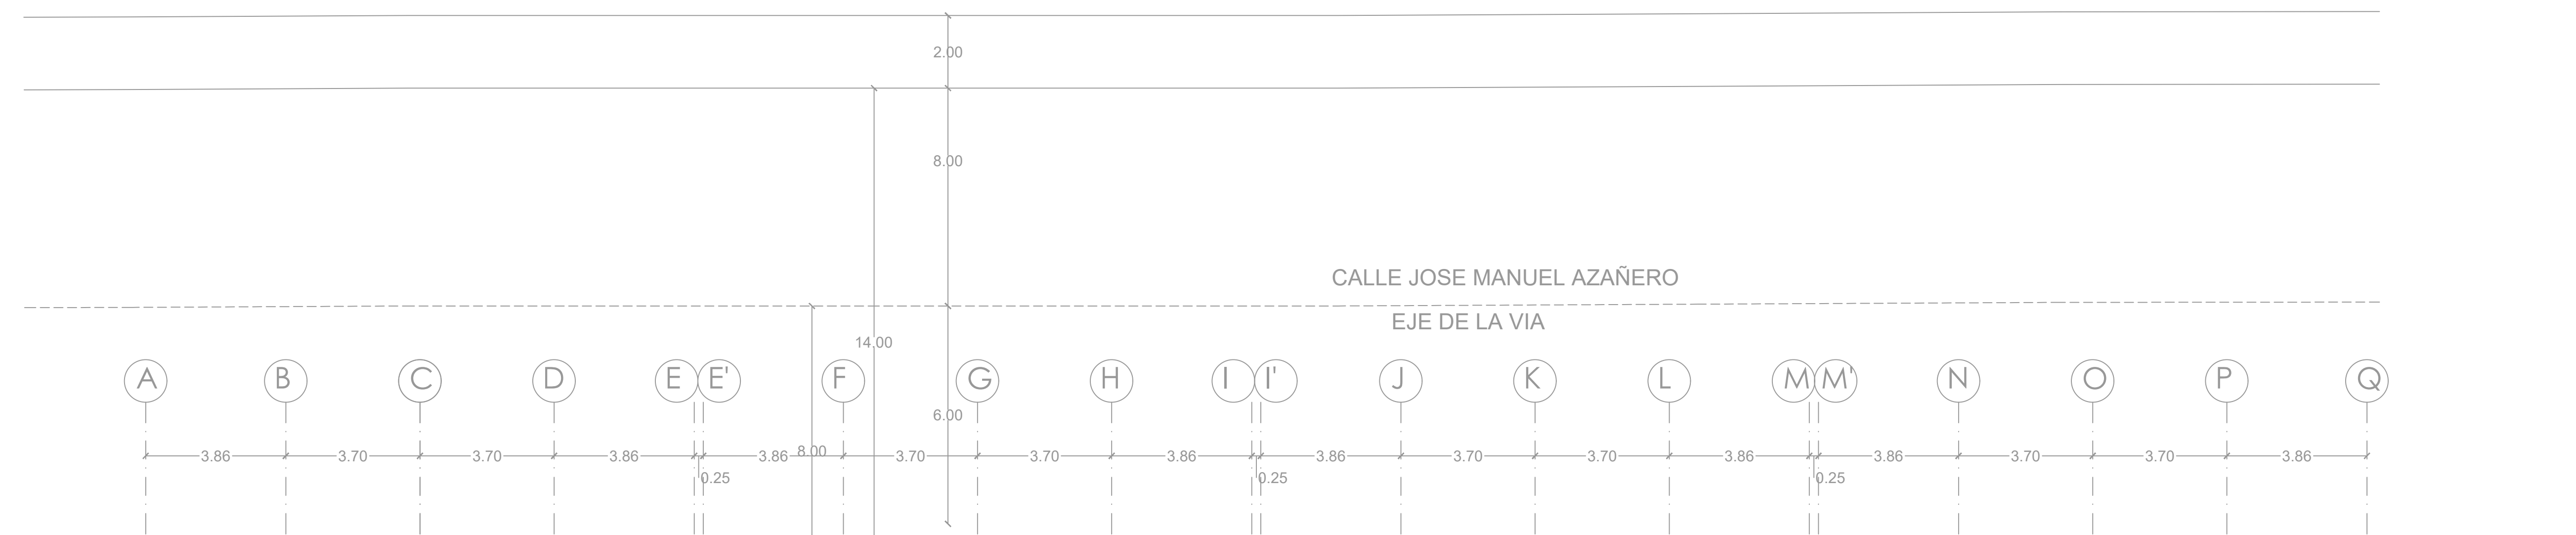 2.00
8.00
CALLE JOSE MANUEL AZAÑERO
EJE DE LA VIA
14.00
A B C D E E' F G H I I' J K L M M' N O P Q
6.00
3.86 3.70 3.70 3.86 3.86 8.00 3.70 3.70 3.86 3.86 3.70 3.70 3.86 3.86 3.70 3.70 3.86
0.25 0.25 0.25